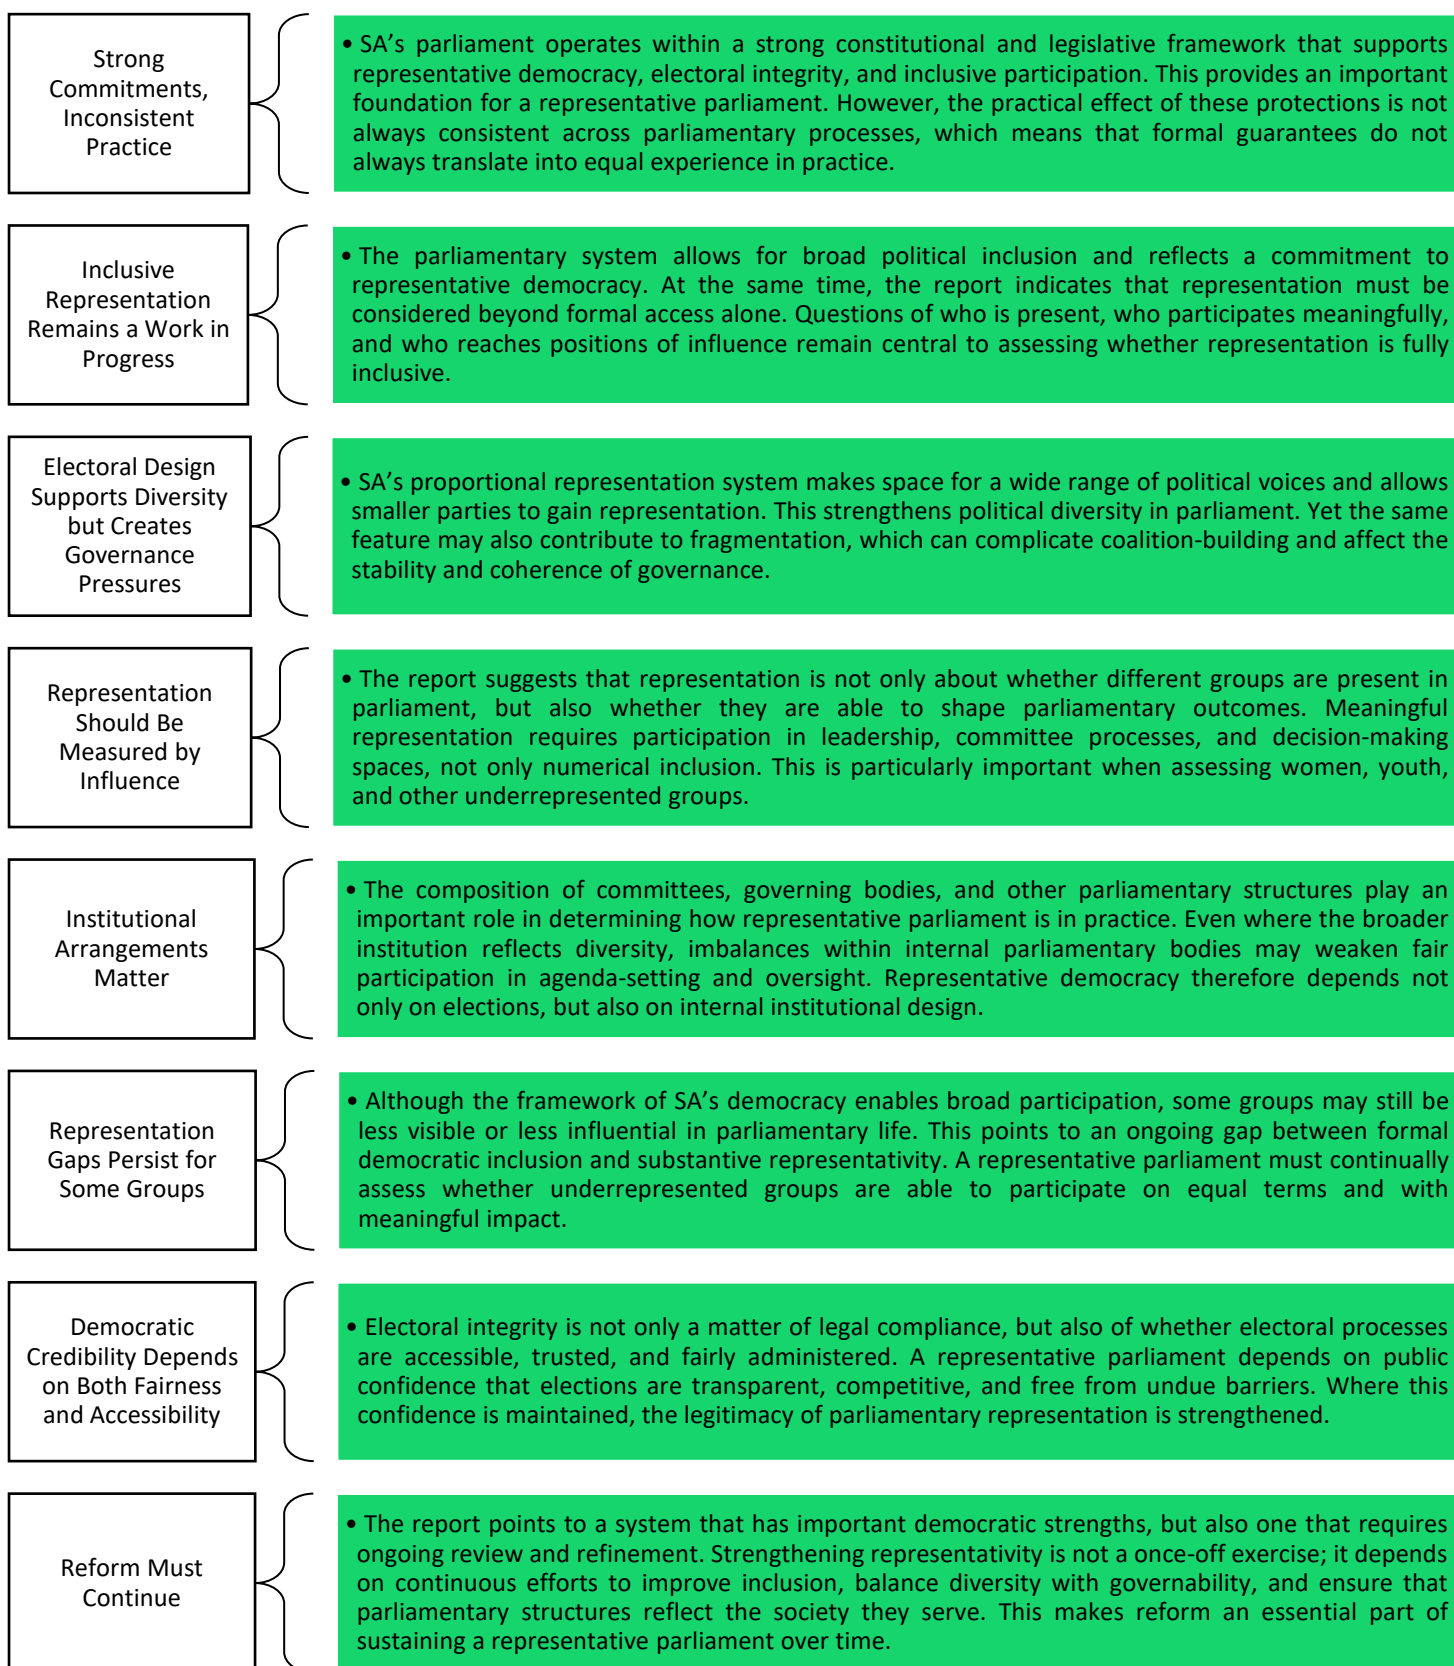 Strong
Commitments,
Inconsistent
Practice
• SA’s parliament operates within a strong constitutional and legislative framework that supports
representative democracy, electoral integrity, and inclusive participation. This provides an important
foundation for a representative parliament. However, the practical effect of these protections is not
always consistent across parliamentary processes, which means that formal guarantees do not
always translate into equal experience in practice.
Inclusive
Representation
Remains a Work in
Progress
• The parliamentary system allows for broad political inclusion and reflects a commitment to
representative democracy. At the same time, the report indicates that representation must be
considered beyond formal access alone. Questions of who is present, who participates meaningfully,
and who reaches positions of influence remain central to assessing whether representation is fully
inclusive.
Electoral Design
Supports Diversity
but Creates
Governance
Pressures
• SA’s proportional representation system makes space for a wide range of political voices and allows
smaller parties to gain representation. This strengthens political diversity in parliament. Yet the same
feature may also contribute to fragmentation, which can complicate coalition-building and affect the
stability and coherence of governance.
Representation
Should Be
Measured by
Influence
• The report suggests that representation is not only about whether different groups are present in
parliament, but also whether they are able to shape parliamentary outcomes. Meaningful
representation requires participation in leadership, committee processes, and decision-making
spaces, not only numerical inclusion. This is particularly important when assessing women, youth,
and other underrepresented groups.
Institutional
Arrangements
Matter
• The composition of committees, governing bodies, and other parliamentary structures play an
important role in determining how representative parliament is in practice. Even where the broader
institution reflects diversity, imbalances within internal parliamentary bodies may weaken fair
participation in agenda-setting and oversight. Representative democracy therefore depends not
only on elections, but also on internal institutional design.
Representation
Gaps Persist for
Some Groups
• Although the framework of SA’s democracy enables broad participation, some groups may still be
less visible or less influential in parliamentary life. This points to an ongoing gap between formal
democratic inclusion and substantive representativity. A representative parliament must continually
assess whether underrepresented groups are able to participate on equal terms and with
meaningful impact.
Democratic
Credibility Depends
on Both Fairness
and Accessibility
• Electoral integrity is not only a matter of legal compliance, but also of whether electoral processes
are accessible, trusted, and fairly administered. A representative parliament depends on public
confidence that elections are transparent, competitive, and free from undue barriers. Where this
confidence is maintained, the legitimacy of parliamentary representation is strengthened.
Reform Must
Continue
• The report points to a system that has important democratic strengths, but also one that requires
ongoing review and refinement. Strengthening representativity is not a once-off exercise; it depends
on continuous efforts to improve inclusion, balance diversity with governability, and ensure that
parliamentary structures reflect the society they serve. This makes reform an essential part of
sustaining a representative parliament over time.